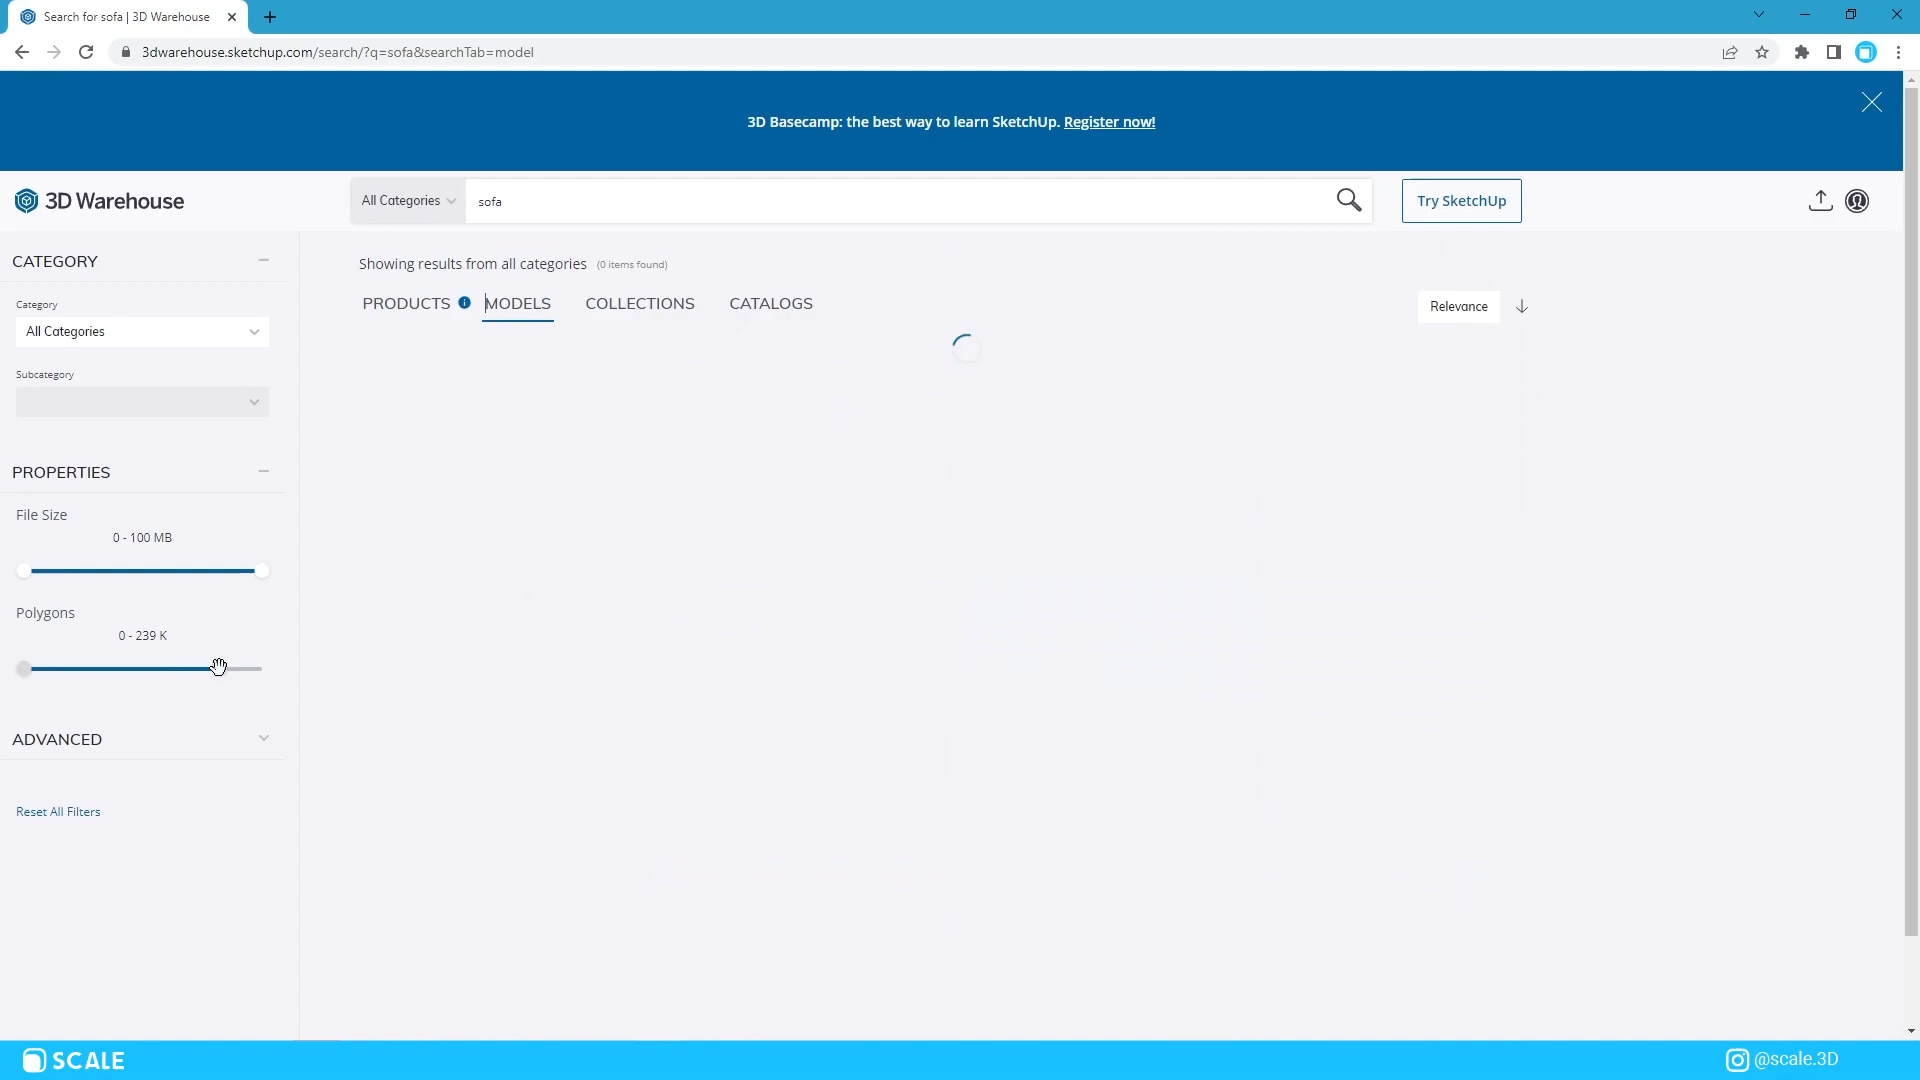 Search for sofa | 3D Warehouse
3dwarehouse.sketchup.com/search/?q=sofa&searchTab=model
3D Basecamp: the best way to learn SketchUp. Register now!
3D Warehouse
All Categories
sofa
Try SketchUp
CATEGORY
Category
All Categories
Subcategory
PROPERTIES
File Size
0 - 100 MB
Polygons
0 - 239 K
ADVANCED
Reset All Filters
Showing results from all categories (0 items found)
PRODUCTS MODELS COLLECTIONS CATALOGS
Relevance
SCALE
@scale.3D